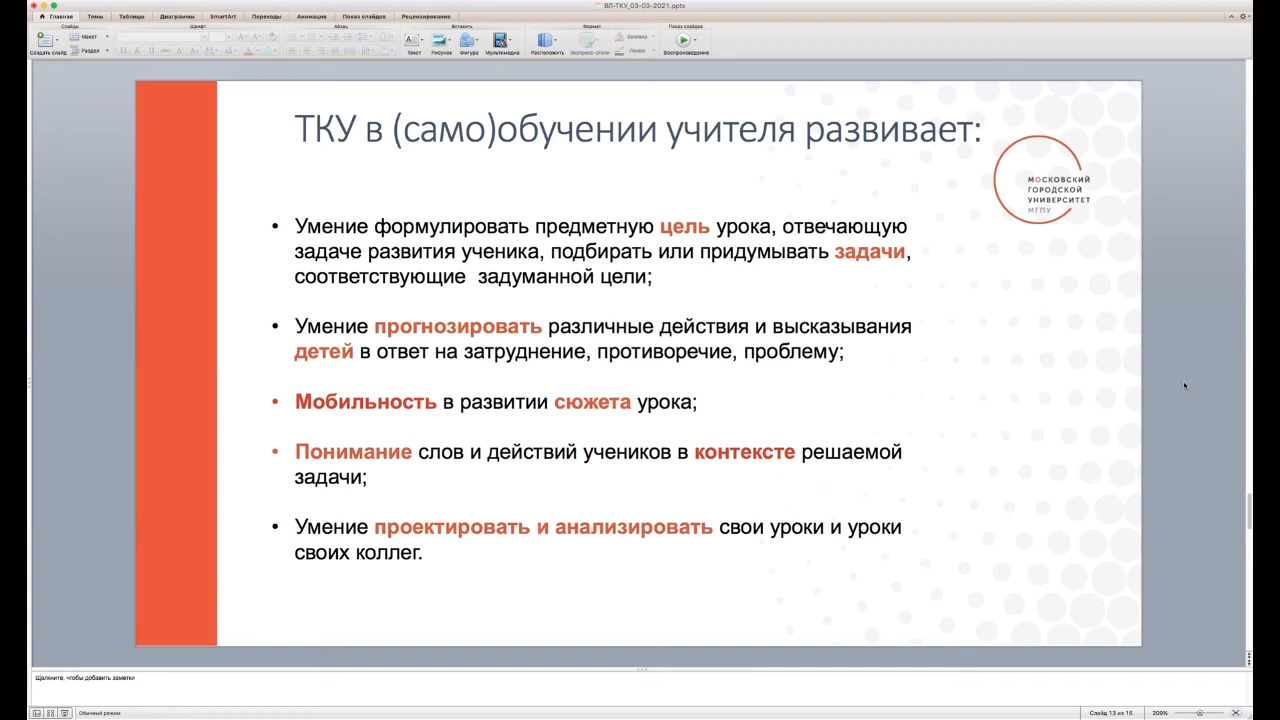 ВЛ-ТКУ_03-03-2021.pptx
Главная Темы Таблицы Диаграммы SmartArt Переходы Анимация Показ слайдов Рецензирование
Слайды Шрифт Абзац Вставить Формат Показ слайдов
Макет Заливка
Создать слайд Раздел Текст Рисунок Фигура Мультимедиа Расположить Экспресс-стили Линия Воспроизведение
ТКУ в (само)обучении учителя развивает:
МОСКОВСКИЙ
ГОРОДСКОЙ
УНИВЕРСИТЕТ
МГПУ
• Умение формулировать предметную цель урока, отвечающую
задаче развития ученика, подбирать или придумывать задачи,
соответствующие задуманной цели;
• Умение прогнозировать различные действия и высказывания
детей в ответ на затруднение, противоречие, проблему;
• Мобильность в развитии сюжета урока;
• Понимание слов и действий учеников в контексте решаемой
задачи;
• Умение проектировать и анализировать свои уроки и уроки
своих коллег.
Щелкните, чтобы добавить заметки
Обычный режим Слайд 13 из 16 209%